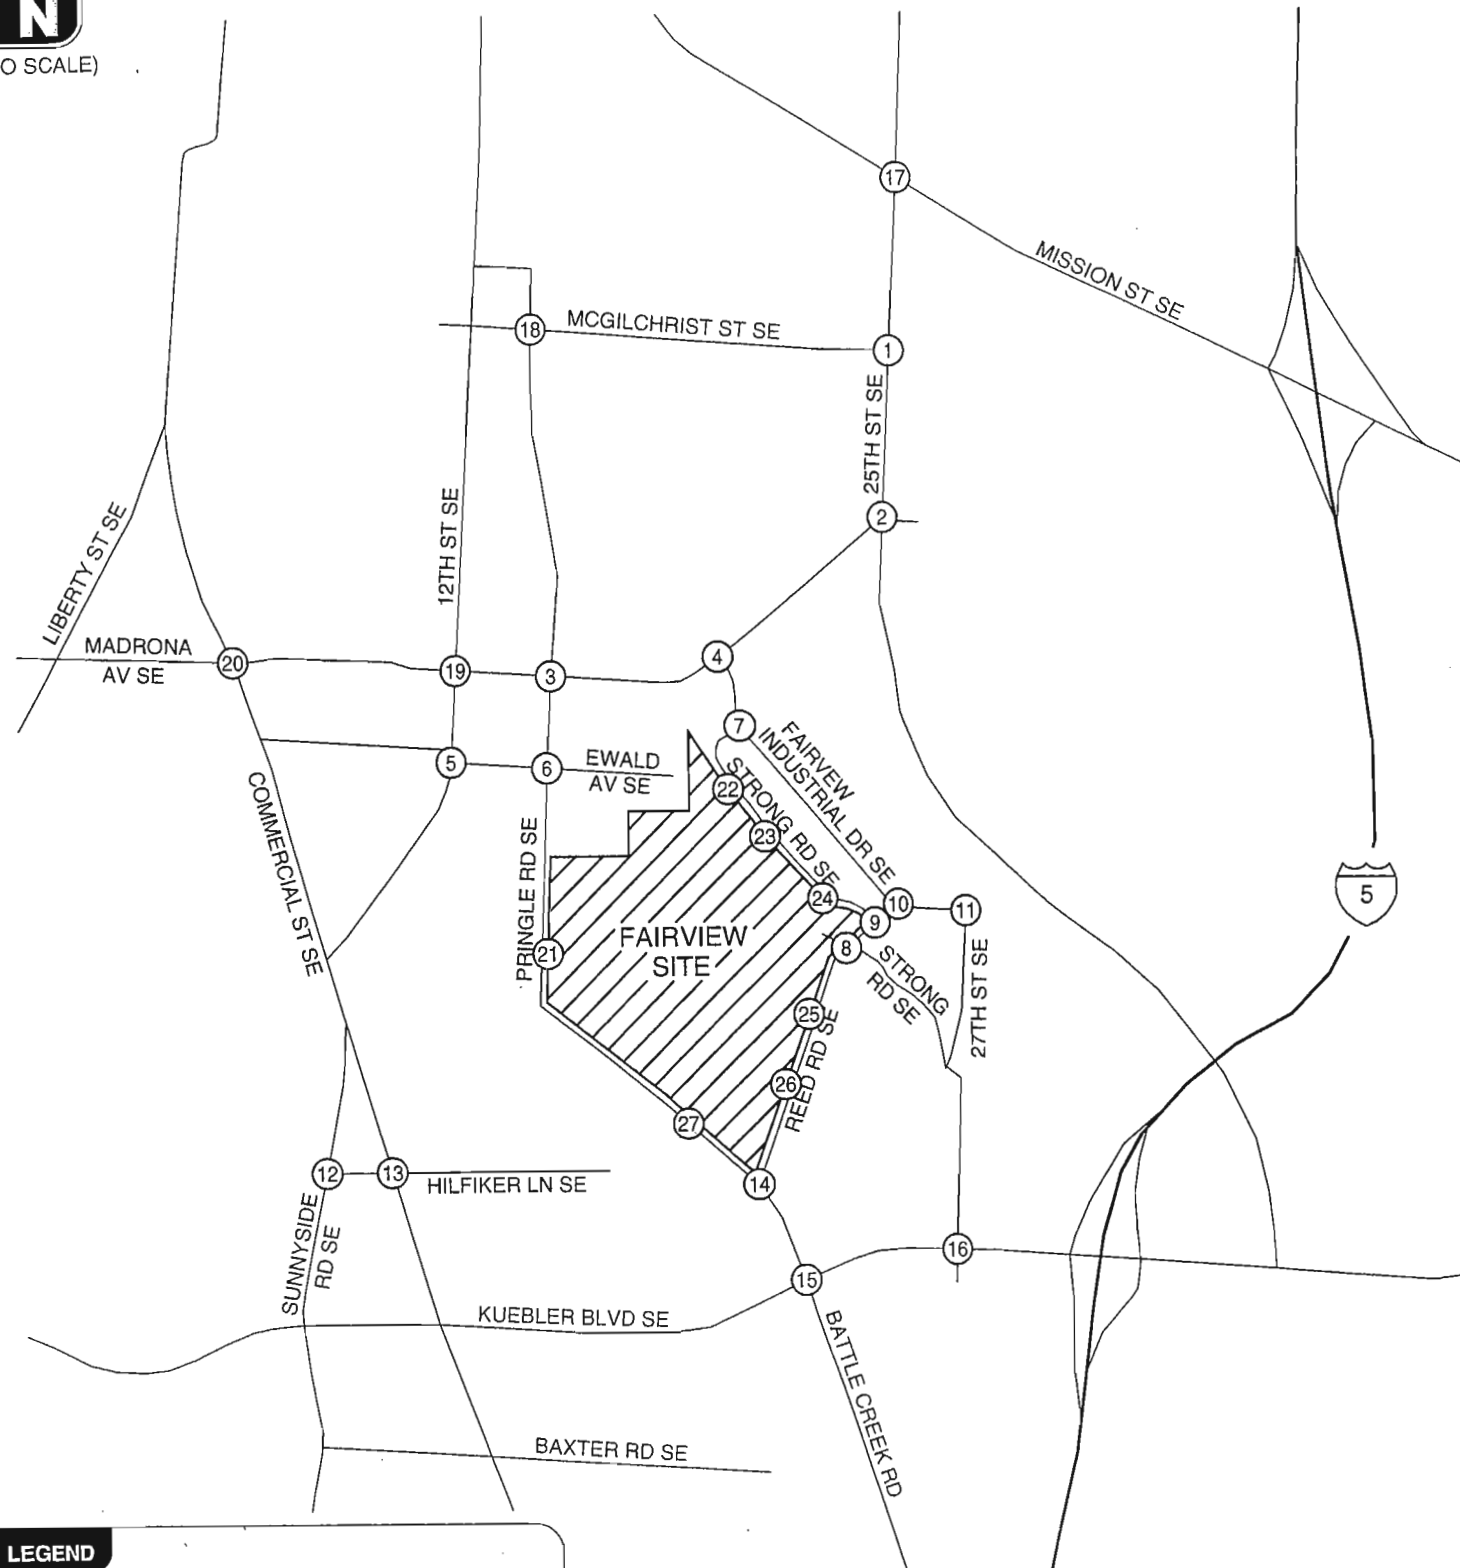 N
O SCALE)
17
MISSION ST SE
18
MCGILCHRIST ST SE
1
25TH ST SE
2
12TH ST SE
LIBERTY ST SE
MADRONA
AV SE
20
19
3
4
7
FAIRVIEW
INDUSTRIAL DR SE
5
6
EWALD
AV SE
STRONG RD SE
22
23
24
COMMERCIAL ST SE
PRINGLE RD SE
21
FAIRVIEW
SITE
10
11
9
8
5
STRONG
RD SE
27TH ST SE
25
REED RD SE
26
27
12
13
HILFIKER LN SE
14
SUNNYSIDE
RD SE
16
15
KUEBLER BLVD SE
BATTLE CREEK RD
BAXTER RD SE
LEGEND